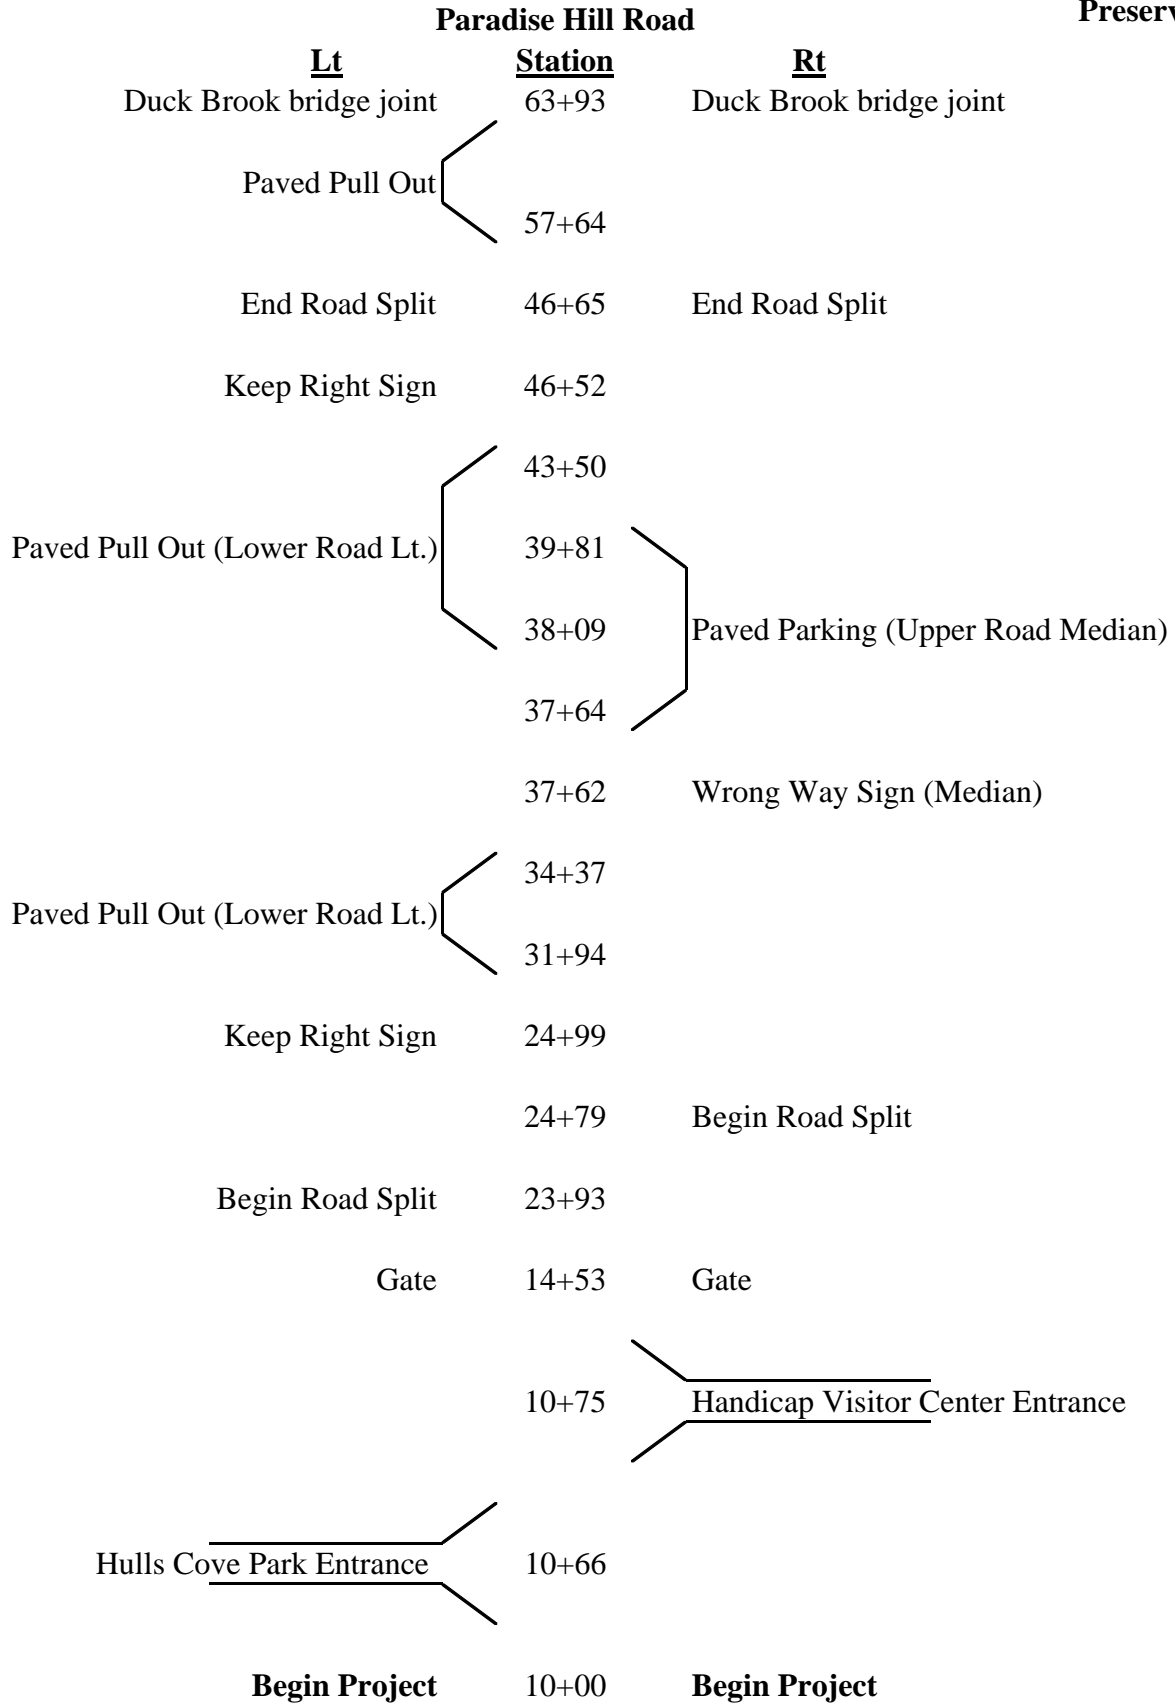 Preserv
Paradise Hill Road
Lt Station Rt
Duck Brook bridge joint 63+93 Duck Brook bridge joint
Paved Pull Out
57+64
End Road Split 46+65 End Road Split
Keep Right Sign 46+52
43+50
Paved Pull Out (Lower Road Lt.) 39+81
38+09 Paved Parking (Upper Road Median)
37+64
37+62 Wrong Way Sign (Median)
34+37
Paved Pull Out (Lower Road Lt.)
31+94
Keep Right Sign 24+99
24+79 Begin Road Split
Begin Road Split 23+93
Gate 14+53 Gate
10+75 Handicap Visitor Center Entrance
Hulls Cove Park Entrance 10+66
Begin Project 10+00 Begin Project